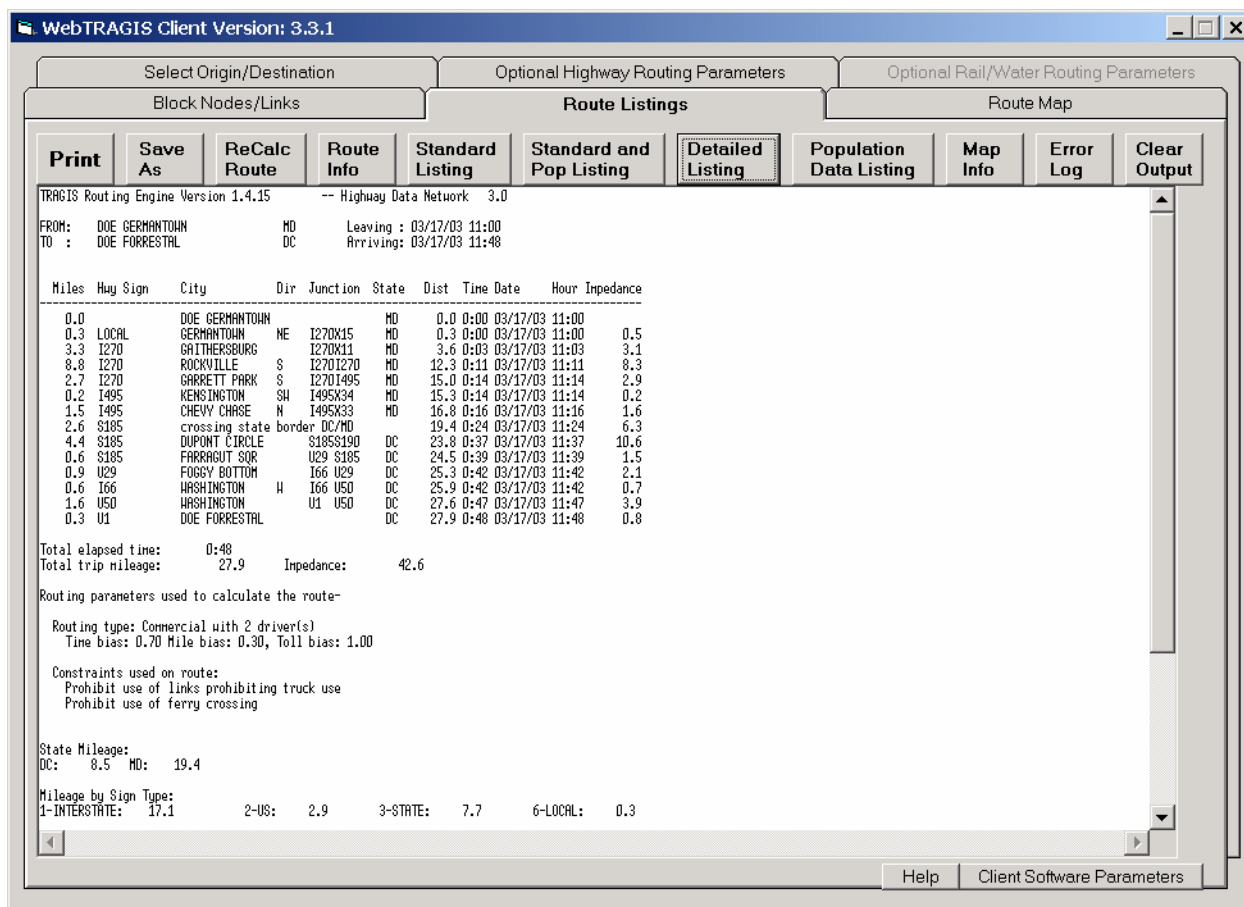 WebTRAGIS Client Version: 3.3.1
Select Origin/Destination Optional Highway Routing Parameters Optional Rail/Water Routing Parameters
Block Nodes/Links Route Listings Route Map
Print Save As ReCalc Route Route Info Standard Listing Standard and Pop Listing Detailed Listing Population Data Listing Map Info Error Log Clear Output
TRAGIS Routing Engine Version 1.4.15 -- Highway Data Network 3.0
FROM: DOE GERMANTOWN MD Leaving : 03/17/03 11:00
TO : DOE FORRESTAL DC Arriving: 03/17/03 11:48
Miles Hwy Sign City Dir Junction State Dist Time Date Hour Impedance
0.0 DOE GERMANTOWN MD 0.0 0:00 03/17/03 11:00
0.3 LOCAL GERMANTOWN NE I270X15 MD 0.3 0:00 03/17/03 11:00 0.5
3.3 I270 GAITHERSBURG I270X11 MD 3.6 0:03 03/17/03 11:03 3.1
8.8 I270 ROCKVILLE S I270I270 MD 12.3 0:11 03/17/03 11:11 8.3
2.7 I270 GARRETT PARK S I270I495 MD 15.0 0:14 03/17/03 11:14 2.9
0.2 I495 KENSINGTON SW I495X34 MD 15.3 0:14 03/17/03 11:14 0.2
1.5 I495 CHEVY CHASE N I495X33 MD 16.8 0:16 03/17/03 11:16 1.6
2.6 S185 crossing state border DC/MD 19.4 0:24 03/17/03 11:24 6.3
4.4 S185 DUPONT CIRCLE S185S190 DC 23.8 0:37 03/17/03 11:37 10.6
0.6 S185 FARRAGUT SQR U29 S185 DC 24.5 0:39 03/17/03 11:39 1.5
0.9 U29 FOGGY BOTTOM I66 U29 DC 25.3 0:42 03/17/03 11:42 2.1
0.6 I66 WASHINGTON W I66 U50 DC 25.9 0:42 03/17/03 11:42 0.7
1.6 U50 WASHINGTON U1 U50 DC 27.6 0:47 03/17/03 11:47 3.9
0.3 U1 DOE FORRESTAL DC 27.9 0:48 03/17/03 11:48 0.8
Total elapsed time: 0:48
Total trip mileage: 27.9 Impedance: 42.6
Routing parameters used to calculate the route-
Routing type: Commercial with 2 driver(s)
Time bias: 0.70 Mile bias: 0.30, Toll bias: 1.00
Constraints used on route:
Prohibit use of links prohibiting truck use
Prohibit use of ferry crossing
State Mileage:
DC: 8.5 MD: 19.4
Mileage by Sign Type:
1-INTERSTATE: 17.1 2-US: 2.9 3-STATE: 7.7 6-LOCAL: 0.3
Help Client Software Parameters